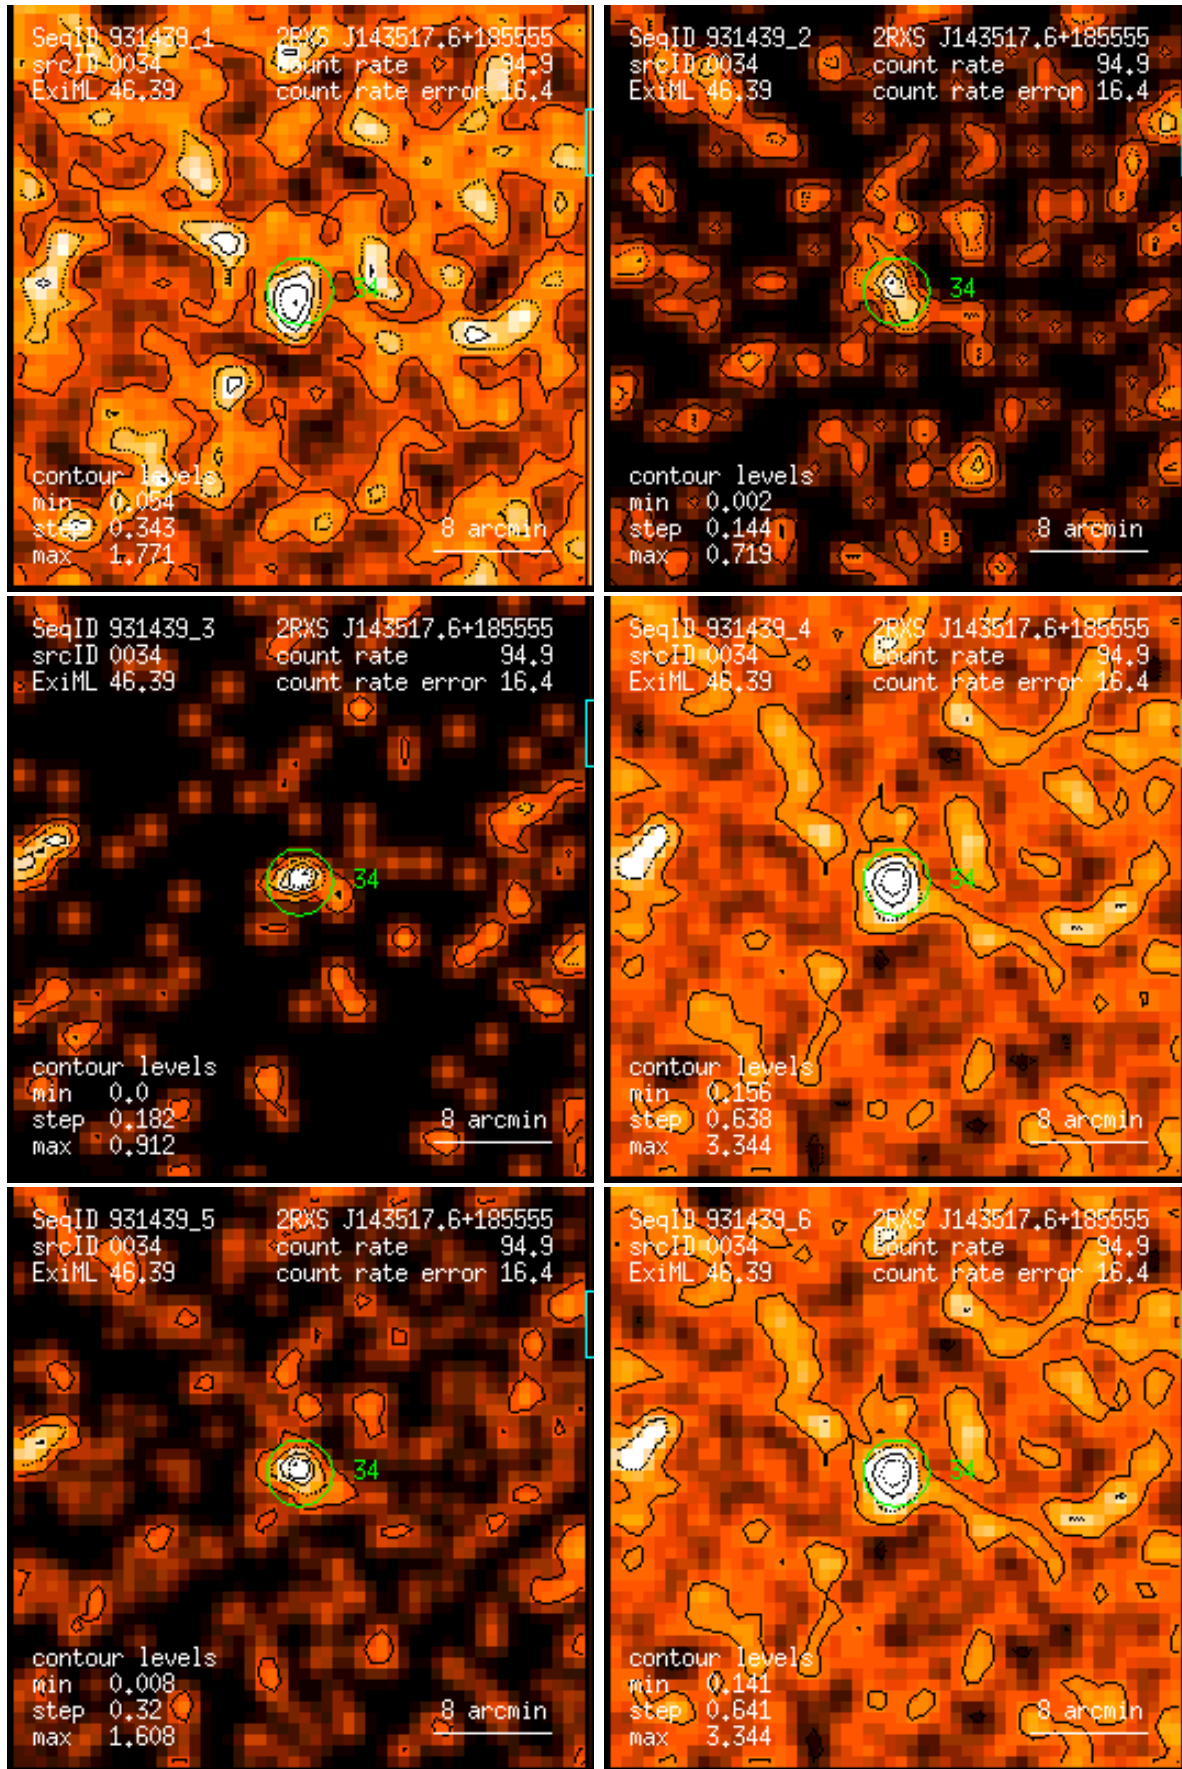 SeqID 931439_1 2RXS J143517.6+185555
srcID 0034 count rate 94.9
ExiML 46.39 count rate error 16.4
34
contour levels
min 0.054
step 0.343
max 1.771
8 arcmin
SeqID 931439_2 2RXS J143517.6+185555
srcID 0034 count rate 94.9
ExiML 46.39 count rate error 16.4
34
contour levels
min 0.002
step 0.144
max 0.719
8 arcmin
SeqID 931439_3 2RXS J143517.6+185555
srcID 0034 count rate 94.9
ExiML 46.39 count rate error 16.4
34
contour levels
min 0.0
step 0.182
max 0.912
8 arcmin
SeqID 931439_4 2RXS J143517.6+185555
srcID 0034 count rate 94.9
ExiML 46.39 count rate error 16.4
34
contour levels
min 0.156
step 0.638
max 3.344
8 arcmin
SeqID 931439_5 2RXS J143517.6+185555
srcID 0034 count rate 94.9
ExiML 46.39 count rate error 16.4
34
contour levels
min 0.008
step 0.32
max 1.608
8 arcmin
SeqID 931439_6 2RXS J143517.6+185555
srcID 0034 count rate 94.9
ExiML 46.39 count rate error 16.4
34
contour levels
min 0.141
step 0.641
max 3.344
8 arcmin